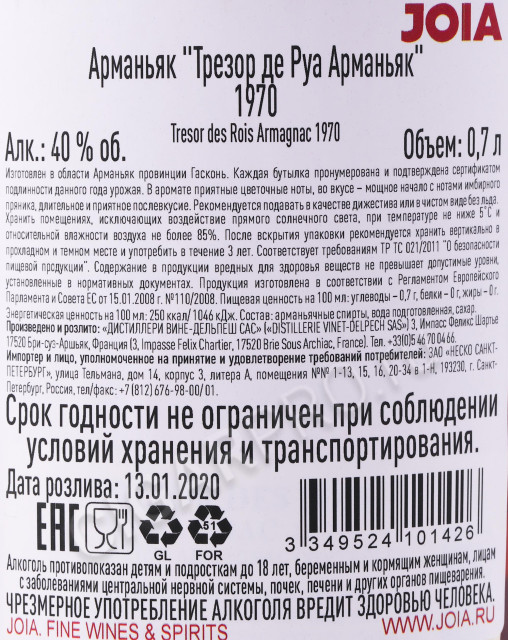 JOIA
Арманьяк "Трезор де Руа Арманьяк"
1970
Tresor des Rois Armagnac 1970
Алк.: 40 % об.
Объем: 0,7 л
Изготовлен в области Арманьяк провинции Гасконь. Каждая бутылка пронумерована и подтверждена сертификатом
подлинности данного года урожая. В аромате приятные цветочные ноты, во вкусе – мощное начало с нотами имбирного
пряника, длительное и приятное послевкусие. Рекомендуется подавать в качестве дижестива или в чистом виде без льда.
Хранить помещениях, исключающих воздействие прямого солнечного света, при температуре не ниже 5°C и
относительной влажности воздуха не более 85%. После вскрытия упаковки рекомендуется хранить вертикально в
прохладном и темном месте и употребить в течение 3 лет. Соответствует требованиям ТР ТС 021/2011 "О безопасности
пищевой продукции". Содержание в продукции вредных для здоровья веществ не превышает допустимые уровни,
установленные в нормативных документах. Продукция изготовлена в соответствии с Регламентом Европейского
Парламента и Совета ЕС от 15.01.2008 г. №110/2008. Пищевая ценность на 100 мл: углеводы – 0,7 г, белки – 0 г, жиры – 0 г.
Энергетическая ценность на 100 мл: 250 ккал/ 1046 кДж. Состав: арманьячные спирты, вода подготовленная, сахар.
Произведено и розлито: «ДИСТИЛЛЕРИ ВИНЕ-ДЕЛЬПЕШ САС» («DISTILLERIE VINET-DELPECH SAS») 3, Импасс Феликс Шартье
17520 Бри-суз-Аршьяк, Франция (3, Impasse Felix Chartier, 17520 Brie Sous Archiac, France). Тел. +33(0)5 46 70 04 66.
Импортер и лицо, уполномоченное на принятие и удовлетворение требований потребителей: ЗАО «НЕСКО САНКТ-
ПЕТЕРБУРГ», улица Тельмана, дом 14, корпус 3, литера А, помещения №№ 1-13, 15, 16, 20-34 в 1-Н, 193230, г. Санкт-
Петербург, Россия, тел/факс: +7 (812) 676-98-00/ 01.
Срок годности не ограничен при соблюдении
условий хранения и транспортирования.
Дата розлива: 13.01.2020
EAC
GL
51
FOR
3 349524 101426
Алкоголь противопоказан детям и подросткам до 18 лет, беременным и кормящим женщинам, лицам
с заболеваниями центральной нервной системы, почек, печени и других органов пищеварения.
ЧРЕЗМЕРНОЕ УПОТРЕБЛЕНИЕ АЛКОГОЛЯ ВРЕДИТ ЗДОРОВЬЮ ЧЕЛОВЕКА.
JOIA. FINE WINES & SPIRITS
WWW.JOIA.RU